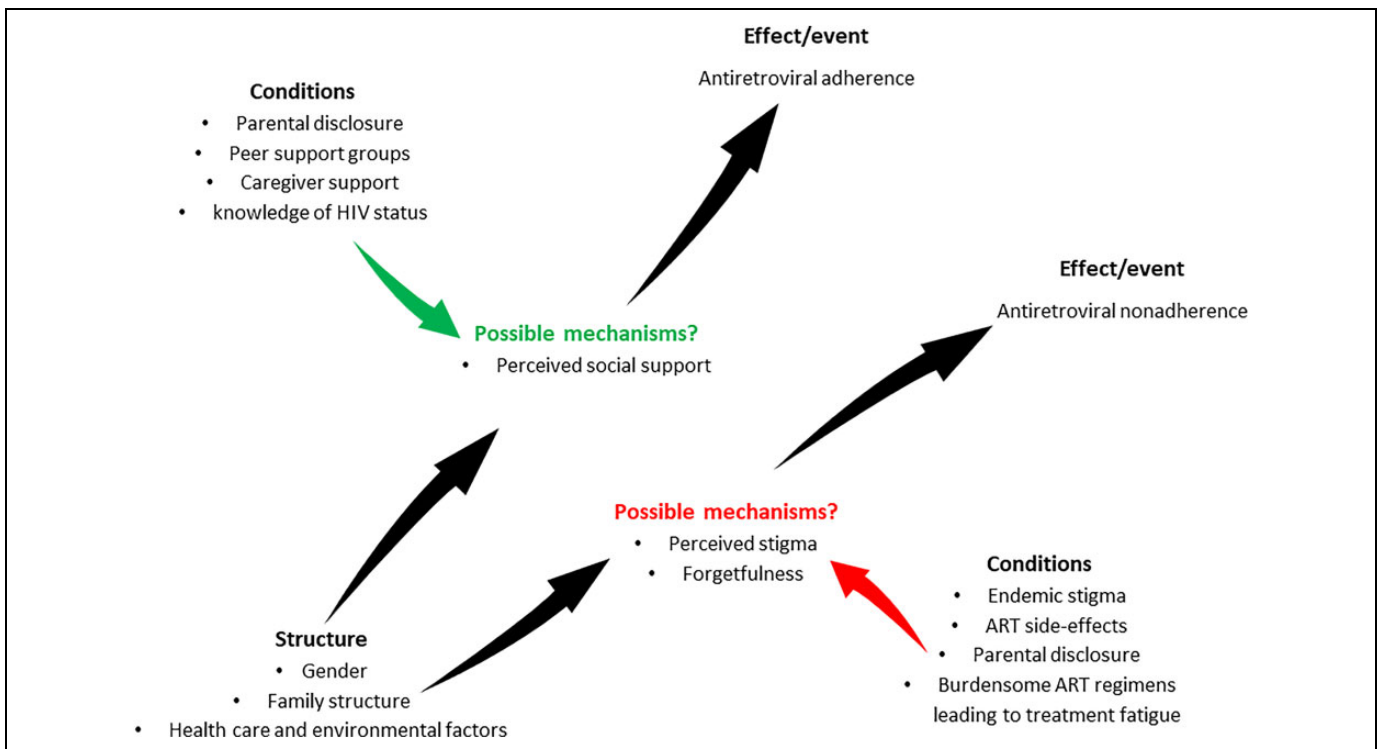 Effect/event
Antiretroviral adherence
Conditions
• Parental disclosure
• Peer support groups
• Caregiver support
• knowledge of HIV status
Effect/event
Antiretroviral nonadherence
Possible mechanisms?
• Perceived social support
Possible mechanisms?
• Perceived stigma
• Forgetfulness
Conditions
• Endemic stigma
• ART side-effects
• Parental disclosure
• Burdensome ART regimens
leading to treatment fatigue
Structure
• Gender
• Family structure
• Health care and environmental factors